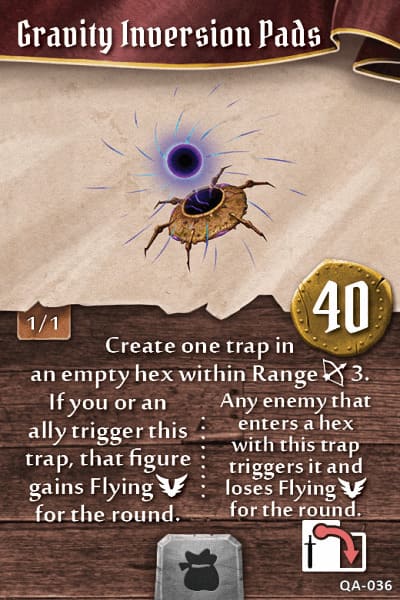 Gravity Inversion Pads
1/1
40
Create one trap in
an empty hex within Range 3.
If you or an
ally trigger this
trap, that figure
gains Flying
for the round.
Any enemy that
enters a hex
with this trap
triggers it and
loses Flying
for the round.
QA-036